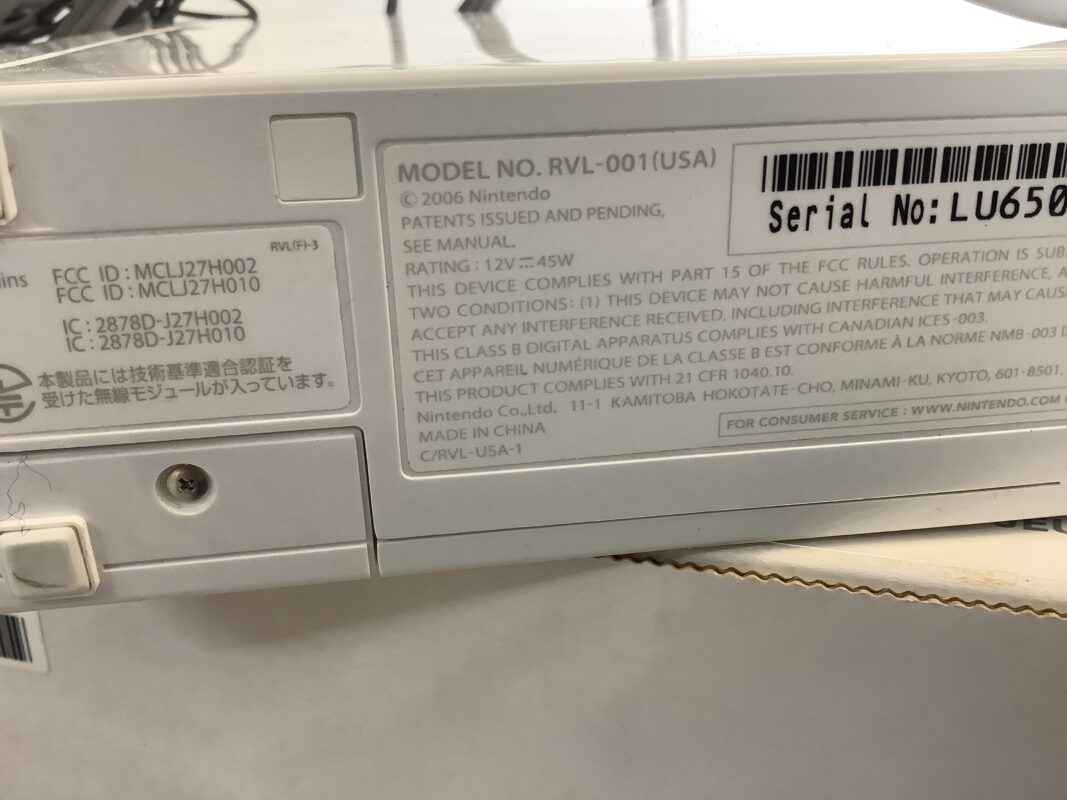 RVL(F)-3
ins
FCC ID : MCLJ27H002
FCC ID : MCLJ27H010
IC : 2878D-J27H002
IC : 2878D-J27H010
本製品には技術基準適合認証を
受けた無線モジュールが入っています。
MODEL NO. RVL-001(USA)
© 2006 Nintendo
PATENTS ISSUED AND PENDING,
SEE MANUAL.
RATING : 12V⎓45W
Serial No:LU650
THIS DEVICE COMPLIES WITH PART 15 OF THE FCC RULES. OPERATION IS SUB
TWO CONDITIONS: (1) THIS DEVICE MAY NOT CAUSE HARMFUL INTERFERENCE, A
ACCEPT ANY INTERFERENCE RECEIVED, INCLUDING INTERFERENCE THAT MAY CAUS
THIS CLASS B DIGITAL APPARATUS COMPLIES WITH CANADIAN ICES-003.
CET APPAREIL NUMÉRIQUE DE LA CLASSE B EST CONFORME À LA NORME NMB-003 D
THIS PRODUCT COMPLIES WITH 21 CFR 1040.10.
Nintendo Co.,Ltd. 11-1 KAMITOBA HOKOTATE-CHO, MINAMI-KU, KYOTO, 601-8501,
MADE IN CHINA
C/RVL-USA-1
FOR CONSUMER SERVICE : WWW.NINTENDO.COM